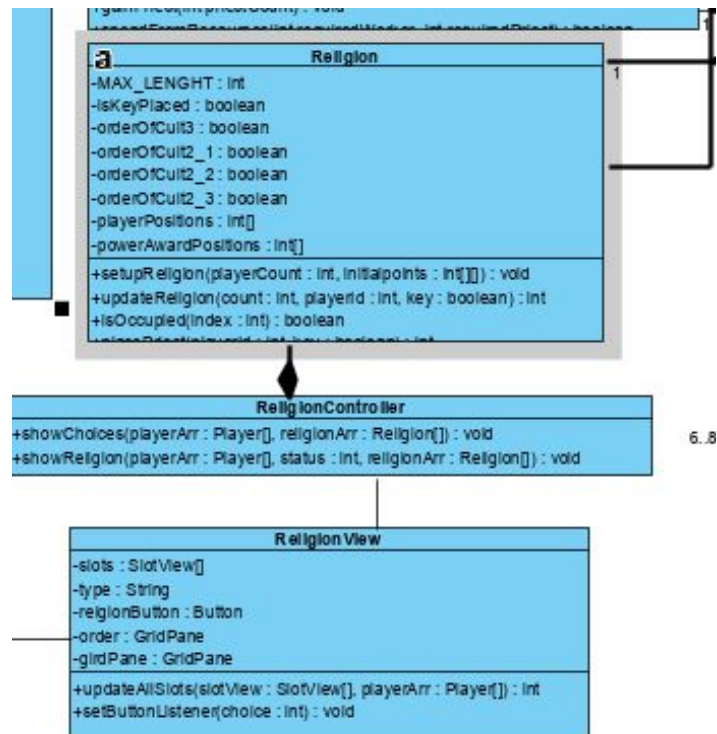 1
a
Religion
1
-MAX_LENGHT : int
-isKeyPlaced : boolean
-orderOfCult3 : boolean
-orderOfCult2_1 : boolean
-orderOfCult2_2 : boolean
-orderOfCult2_3 : boolean
-playerPositions : int[]
-powerAwardPositions : int[]
+setupReligion(playerCount : int, initialpoints : int[][]) : void
+updateReligion(count : int, playerId : int, key : boolean) : int
+isOccupied(index : int) : boolean
ReligionController
+showChoices(playerArr : Player[], religionArr : Religion[]) : void
+showReligion(playerArr : Player[], status : int, religionArr : Religion[]) : void
6..8
ReligionView
-slots : SlotView[]
-type : String
-relgionButton : Button
-order : GridPane
-girdPane : GridPane
+updateAllSlots(slotView : SlotView[], playerArr : Player[]) : int
+setButtonListener(choice : int) : void